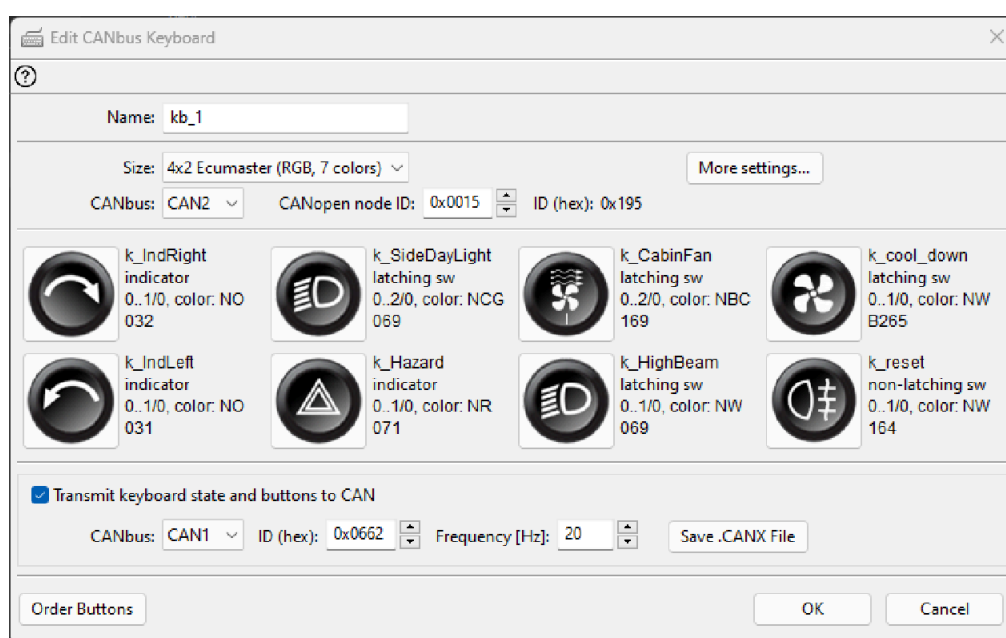 Edit CANbus Keyboard
Name: kb_1
Size: 4x2 Ecumaster (RGB, 7 colors) More settings...
CANbus: CAN2 CANopen node ID: 0x0015 ID (hex): 0x195
k_IndRight
indicator
0..1/0, color: NO
032
k_SideDayLight
latching sw
0..2/0, color: NCG
069
k_CabinFan
latching sw
0..2/0, color: NBC
169
k_cool_down
latching sw
0..1/0, color: NW
B265
k_IndLeft
indicator
0..1/0, color: NO
031
k_Hazard
indicator
0..1/0, color: NR
071
k_HighBeam
latching sw
0..1/0, color: NW
069
k_reset
non-latching sw
0..1/0, color: NW
164
Transmit keyboard state and buttons to CAN
CANbus: CAN1 ID (hex): 0x0662 Frequency [Hz]: 20 Save .CANX File
Order Buttons OK Cancel